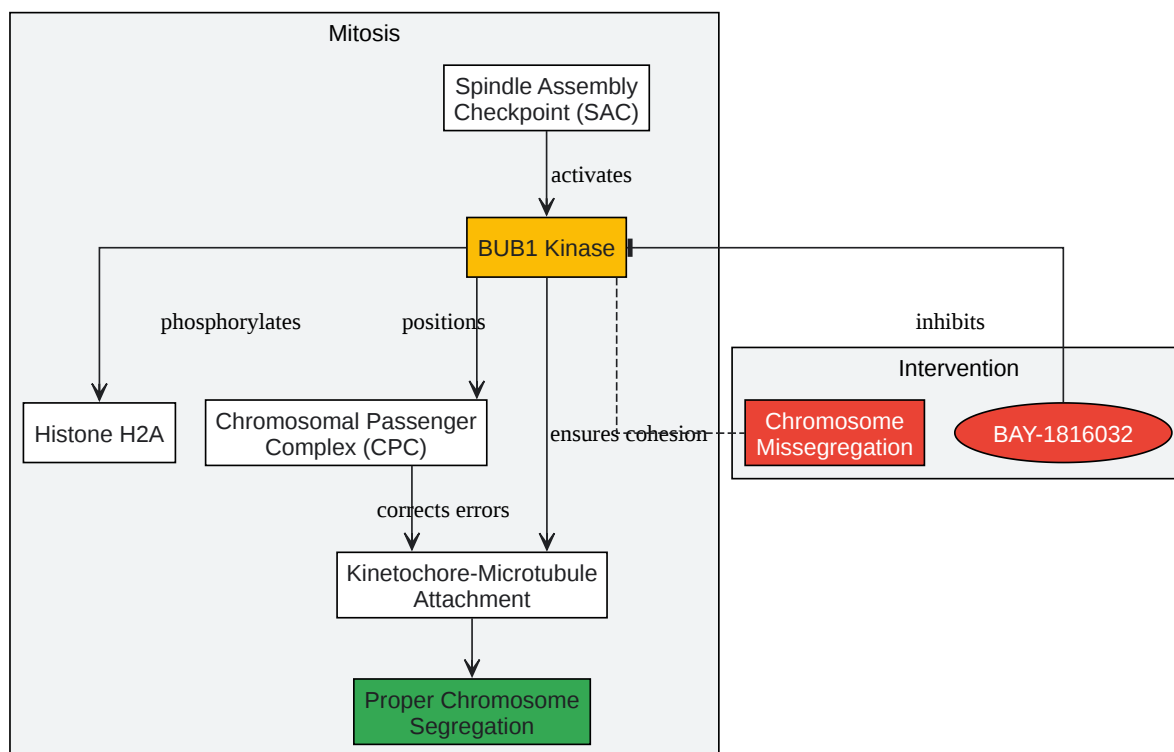 Mitosis
Spindle Assembly
Checkpoint (SAC)
activates
BUB1 Kinase
phosphorylates
positions
inhibits
Intervention
Histone H2A
Chromosomal Passenger
Complex (CPC)
ensures cohesion
Chromosome
Missegregation
BAY-1816032
corrects errors
Kinetochore-Microtubule
Attachment
Proper Chromosome
Segregation